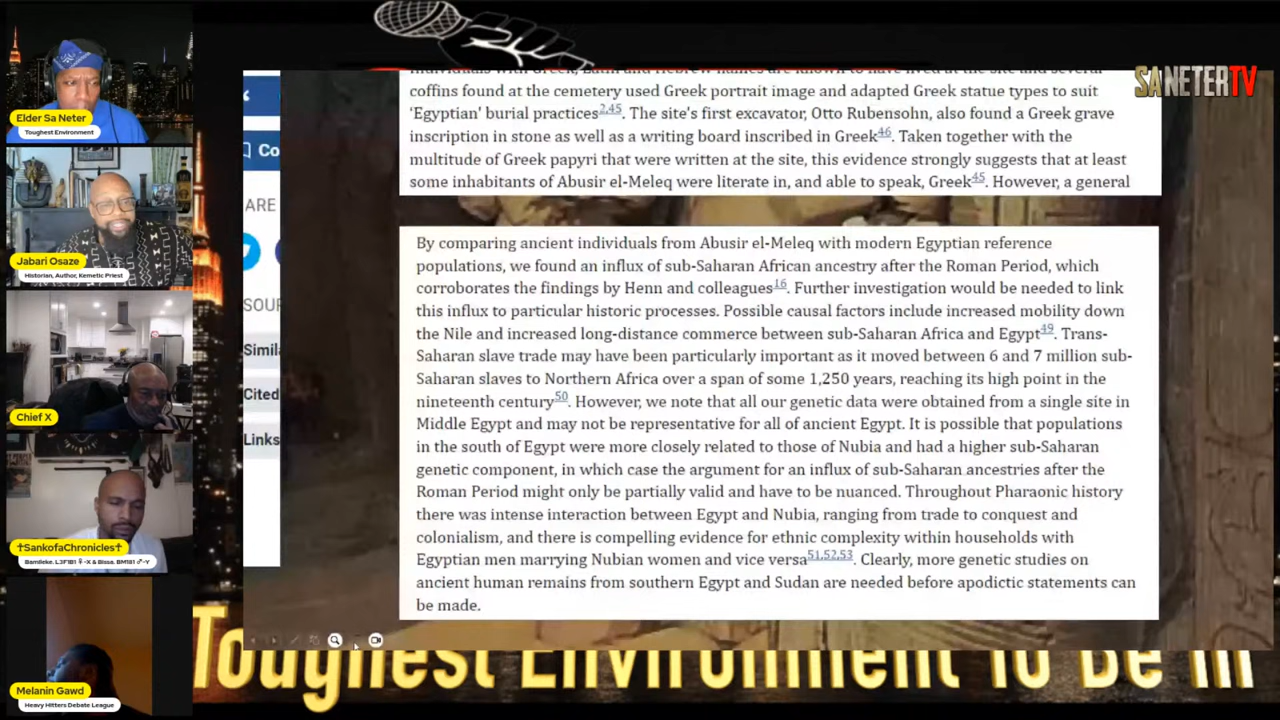 SANETERTV
Elder Sa Neter
Toughest Environment
Jabari Osaze
Historian, Author, Kemetic Priest
Chief X
✝SankofaChronicles✝
Bamileke, L3F1B1 ♀-X & Bissa, BM181 ♂-Y
Melanin Gawd
Heavy Hitters Debate League
Co
ARE
SOUR
Simila
Cited
Links
individuals with Greek, Latin and Hebrew names are known to have lived at the site and several
coffins found at the cemetery used Greek portrait image and adapted Greek statue types to suit
‘Egyptian’ burial practices2,45. The site's first excavator, Otto Rubensohn, also found a Greek grave
inscription in stone as well as a writing board inscribed in Greek46. Taken together with the
multitude of Greek papyri that were written at the site, this evidence strongly suggests that at least
some inhabitants of Abusir el-Meleq were literate in, and able to speak, Greek45. However, a general
By comparing ancient individuals from Abusir el-Meleq with modern Egyptian reference
populations, we found an influx of sub-Saharan African ancestry after the Roman Period, which
corroborates the findings by Henn and colleagues16. Further investigation would be needed to link
this influx to particular historic processes. Possible causal factors include increased mobility down
the Nile and increased long-distance commerce between sub-Saharan Africa and Egypt49. Trans-
Saharan slave trade may have been particularly important as it moved between 6 and 7 million sub-
Saharan slaves to Northern Africa over a span of some 1,250 years, reaching its high point in the
nineteenth century50. However, we note that all our genetic data were obtained from a single site in
Middle Egypt and may not be representative for all of ancient Egypt. It is possible that populations
in the south of Egypt were more closely related to those of Nubia and had a higher sub-Saharan
genetic component, in which case the argument for an influx of sub-Saharan ancestries after the
Roman Period might only be partially valid and have to be nuanced. Throughout Pharaonic history
there was intense interaction between Egypt and Nubia, ranging from trade to conquest and
colonialism, and there is compelling evidence for ethnic complexity within households with
Egyptian men marrying Nubian women and vice versa51,52,53. Clearly, more genetic studies on
ancient human remains from southern Egypt and Sudan are needed before apodictic statements can
be made.
Toughest Environment To Be In